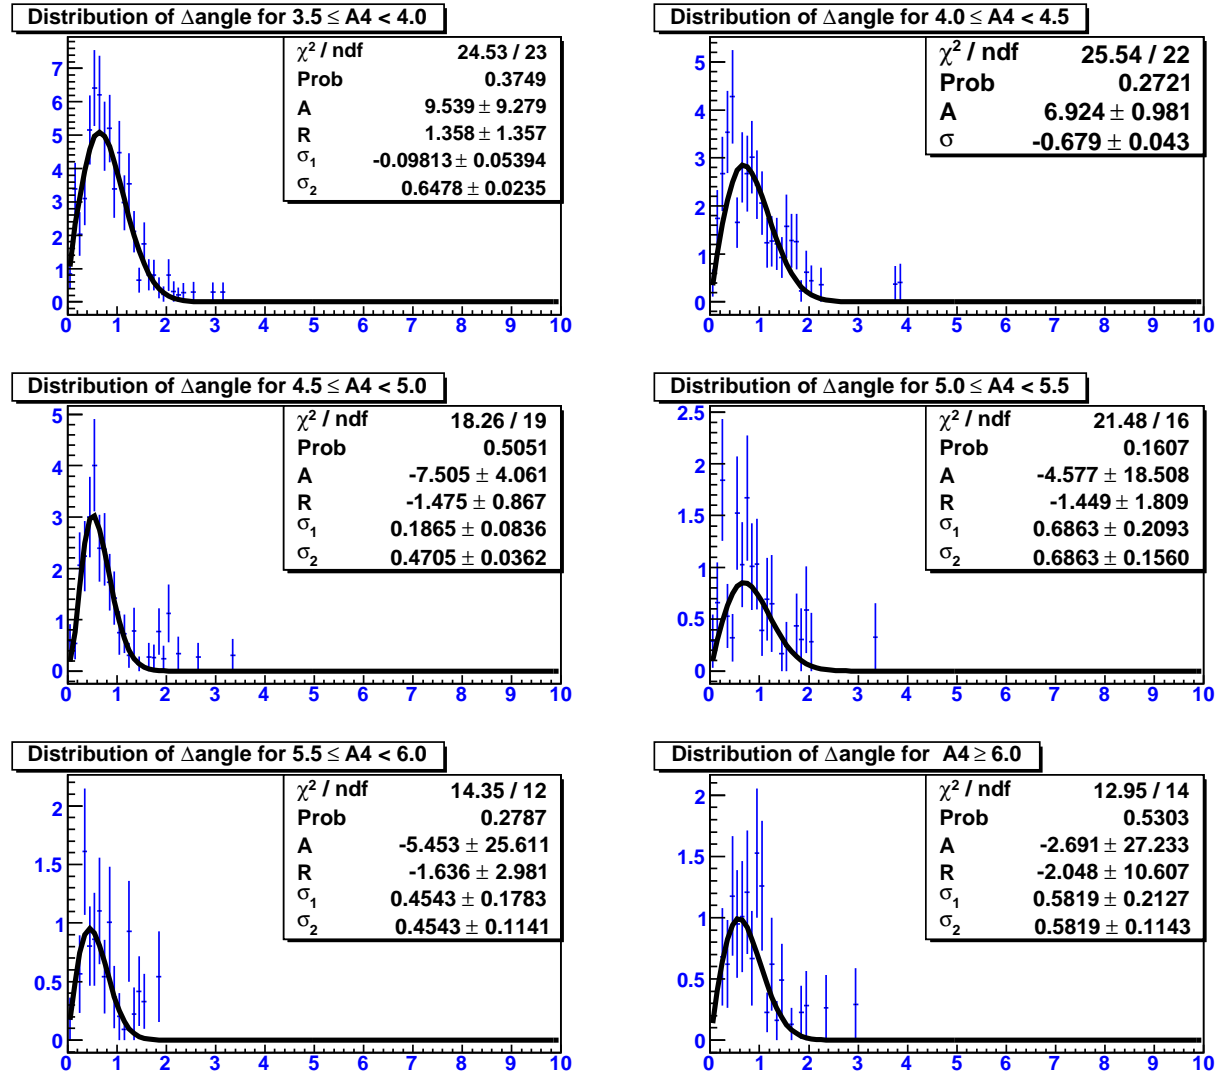 Distribution of Δangle for 3.5 ≤ A4 < 4.0
χ² / ndf 24.53 / 23
Prob 0.3749
A 9.539 ± 9.279
R 1.358 ± 1.357
σ₁ -0.09813 ± 0.05394
σ₂ 0.6478 ± 0.0235
7
6
5
4
3
2
1
0
0 1 2 3 4 5 6 7 8 9 10
Distribution of Δangle for 4.0 ≤ A4 < 4.5
χ² / ndf 25.54 / 22
Prob 0.2721
A 6.924 ± 0.981
σ -0.679 ± 0.043
5
4
3
2
1
0
0 1 2 3 4 5 6 7 8 9 10
Distribution of Δangle for 4.5 ≤ A4 < 5.0
χ² / ndf 18.26 / 19
Prob 0.5051
A -7.505 ± 4.061
R -1.475 ± 0.867
σ₁ 0.1865 ± 0.0836
σ₂ 0.4705 ± 0.0362
5
4
3
2
1
0
0 1 2 3 4 5 6 7 8 9 10
Distribution of Δangle for 5.0 ≤ A4 < 5.5
χ² / ndf 21.48 / 16
Prob 0.1607
A -4.577 ± 18.508
R -1.449 ± 1.809
σ₁ 0.6863 ± 0.2093
σ₂ 0.6863 ± 0.1560
2.5
2
1.5
1
0.5
0
0 1 2 3 4 5 6 7 8 9 10
Distribution of Δangle for 5.5 ≤ A4 < 6.0
χ² / ndf 14.35 / 12
Prob 0.2787
A -5.453 ± 25.611
R -1.636 ± 2.981
σ₁ 0.4543 ± 0.1783
σ₂ 0.4543 ± 0.1141
2
1.5
1
0.5
0
0 1 2 3 4 5 6 7 8 9 10
Distribution of Δangle for A4 ≥ 6.0
χ² / ndf 12.95 / 14
Prob 0.5303
A -2.691 ± 27.233
R -2.048 ± 10.607
σ₁ 0.5819 ± 0.2127
σ₂ 0.5819 ± 0.1143
2
1.5
1
0.5
0
0 1 2 3 4 5 6 7 8 9 10